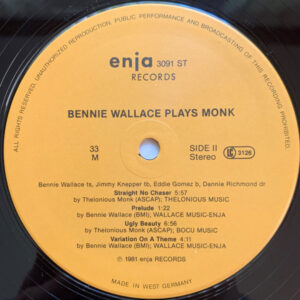 ALL RIGHTS RESERVED. UNAUTHORIZED REPRODUCTION, PUBLIC PERFORMANCE AND BROADCASTING OF THIS RECORDING PROHIBITED
enja 3091 ST
RECORDS
BENNIE WALLACE PLAYS MONK
33
M
SIDE II
Stereo
LC 3126
Bennie Wallace ts, Jimmy Knepper tb, Eddie Gomez b, Dannie Richmond dr
Straight No Chaser 5:57
by Thelonious Monk (ASCAP); THELONIOUS MUSIC
Prelude 1:22
by Bennie Wallace (BMI); WALLACE MUSIC-ENJA
Ugly Beauty 6:56
by Thelonious Monk (ASCAP); BOCU MUSIC
Variation On A Theme 4:11
by Bennie Wallace (BMI); WALLACE MUSIC-ENJA
℗ 1981 enja RECORDS
MADE IN WEST GERMANY